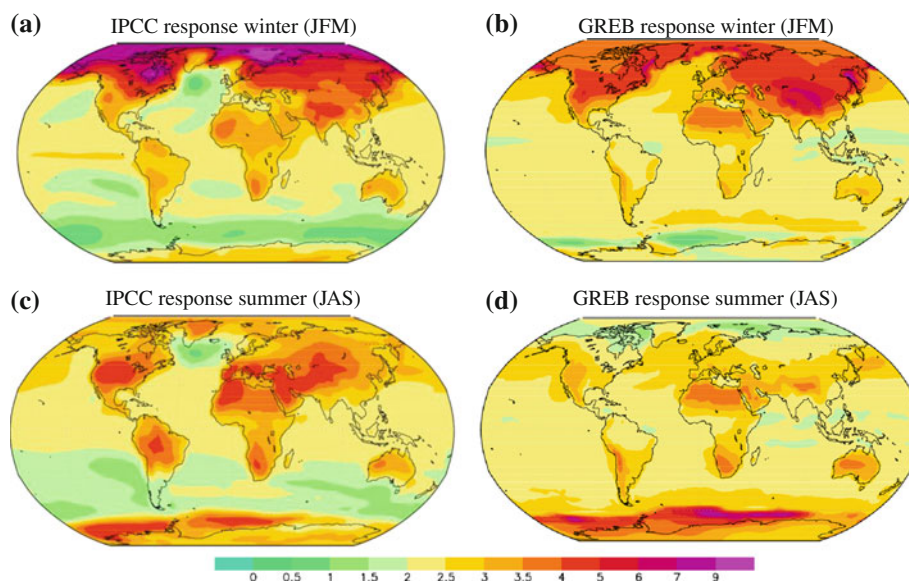 (a) IPCC response winter (JFM)
(b) GREB response winter (JFM)
(c) IPCC response summer (JAS)
(d) GREB response summer (JAS)
0 0.5 1 1.5 2 2.5 3 3.5 4 5 6 7 9